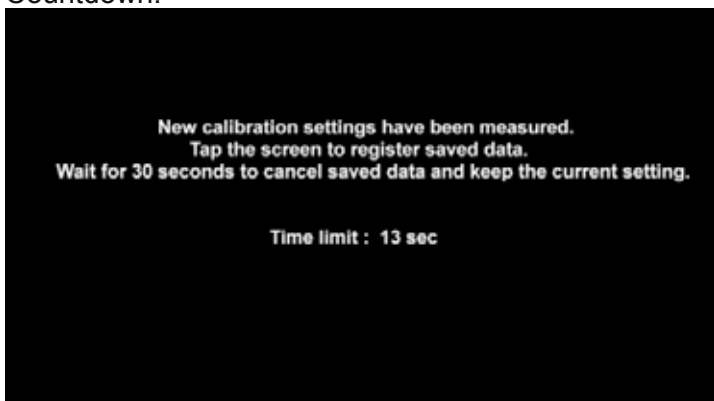 New calibration settings have been measured.
Tap the screen to register saved data.
Wait for 30 seconds to cancel saved data and keep the current setting.
Time limit : 13 sec